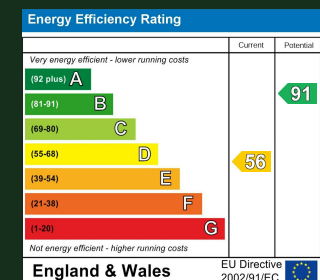 Energy Efficiency Rating
Current Potential
Very energy efficient - lower running costs
(92 plus) A
(81-91) B
91
(69-80) C
(55-68) D
56
(39-54) E
(21-38) F
(1-20) G
Not energy efficient - higher running costs
England & Wales
EU Directive
2002/91/EC